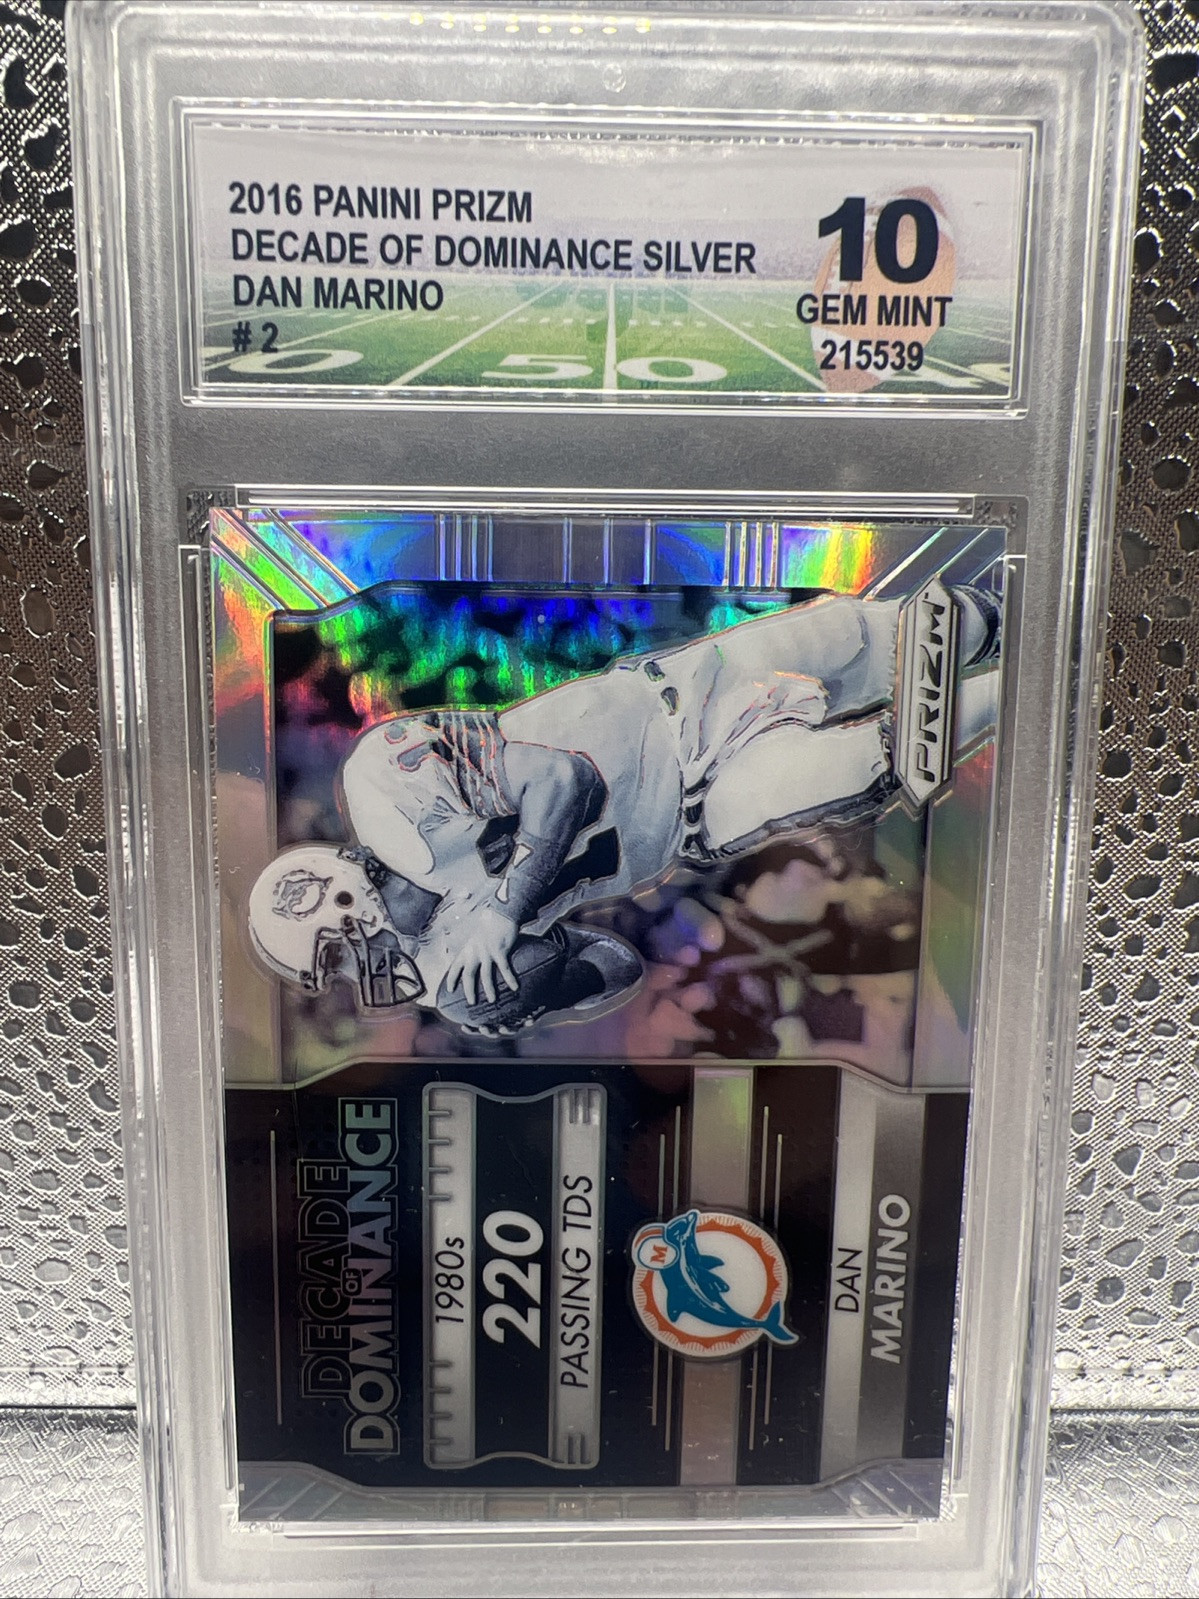 2016 PANINI PRIZM
DECADE OF DOMINANCE SILVER
DAN MARINO
# 2
10
GEM MINT
215539
50
PRIZM
DECADE
OF
DOMINANCE
1980s
220
PASSING TDS
M
DAN
MARINO